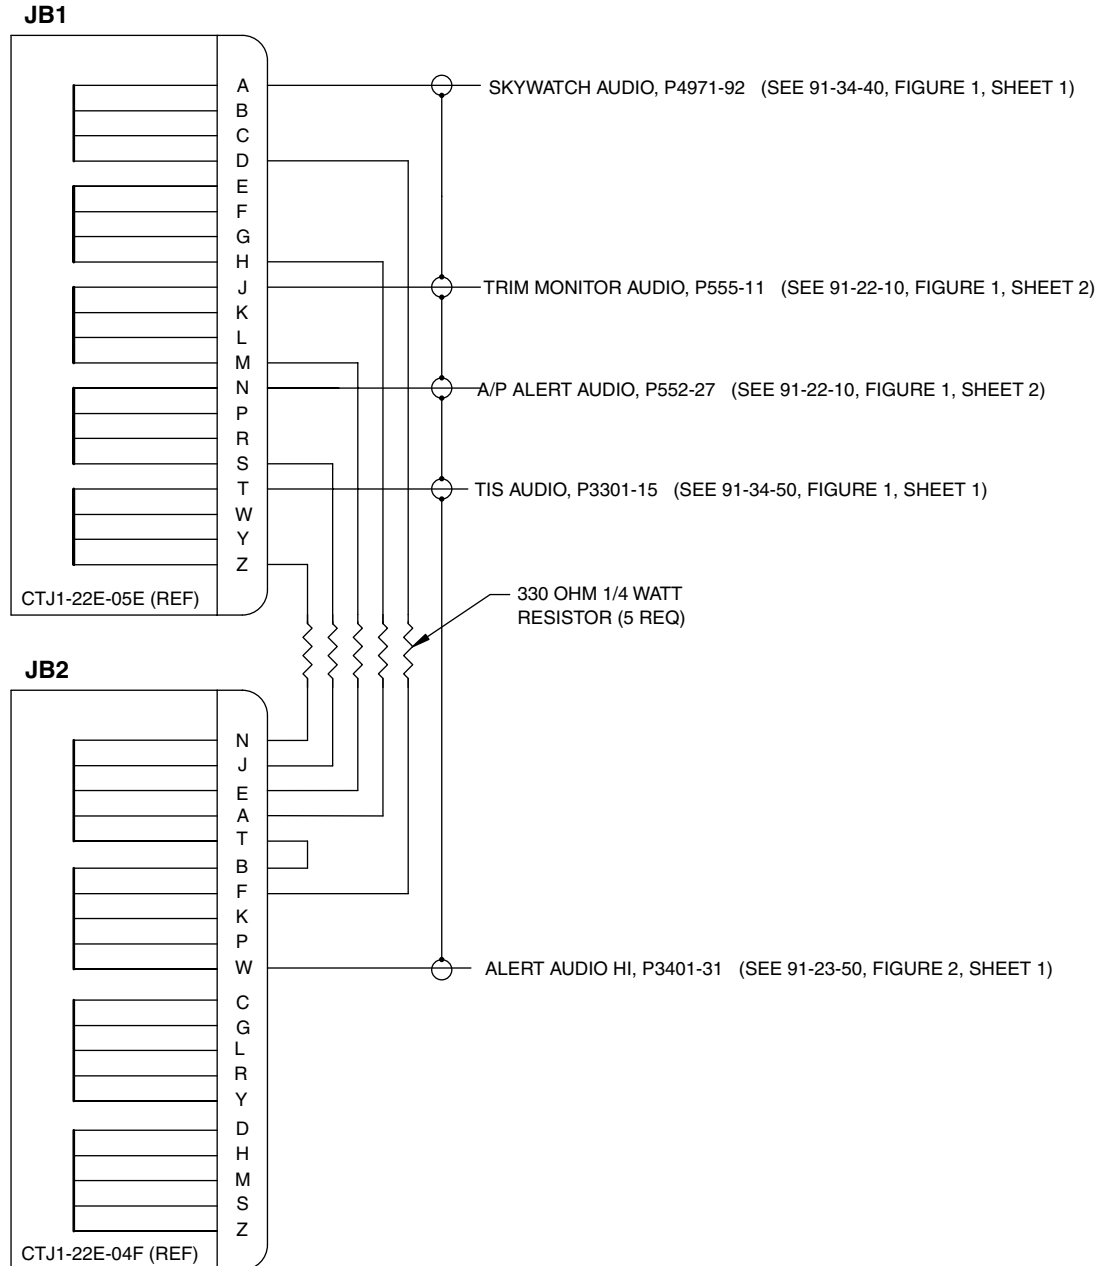 JB1
A
SKYWATCH AUDIO, P4971-92 (SEE 91-34-40, FIGURE 1, SHEET 1)
B
C
D
E
F
G
H
J
TRIM MONITOR AUDIO, P555-11 (SEE 91-22-10, FIGURE 1, SHEET 2)
K
L
M
N
A/P ALERT AUDIO, P552-27 (SEE 91-22-10, FIGURE 1, SHEET 2)
P
R
S
T
TIS AUDIO, P3301-15 (SEE 91-34-50, FIGURE 1, SHEET 1)
W
Y
Z
CTJ1-22E-05E (REF)
330 OHM 1/4 WATT
RESISTOR (5 REQ)
JB2
N
J
E
A
T
B
F
K
P
W
ALERT AUDIO HI, P3401-31 (SEE 91-23-50, FIGURE 2, SHEET 1)
C
G
L
R
Y
D
H
M
S
Z
CTJ1-22E-04F (REF)